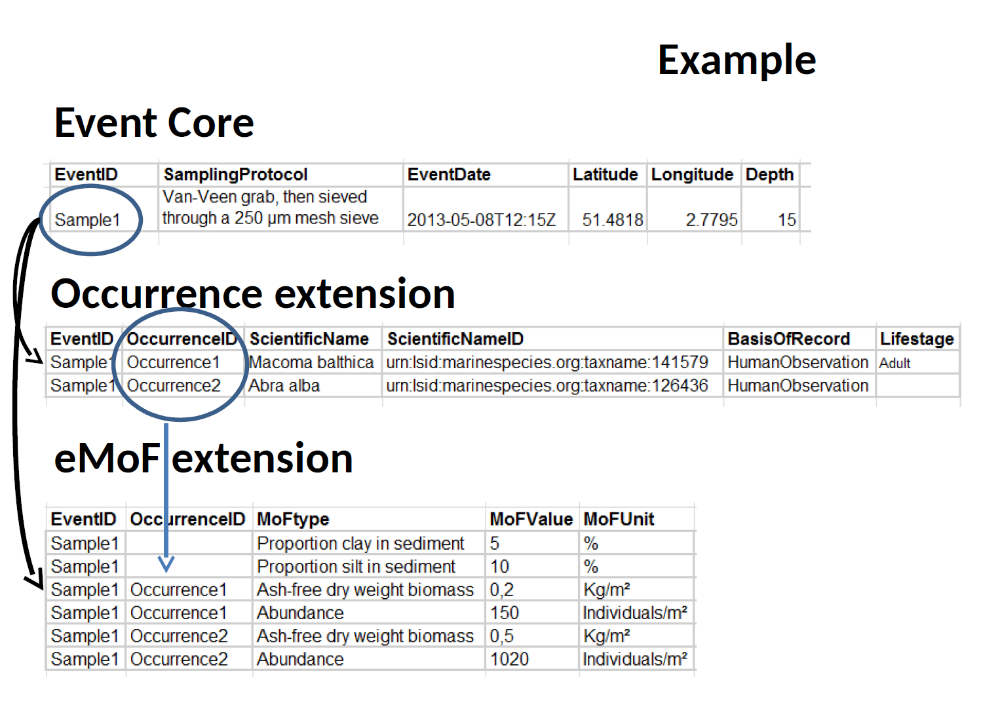 Example
Event Core
EventID SamplingProtocol EventDate Latitude Longitude Depth
Van-Veen grab, then sieved
Sample1 through a 250 µm mesh sieve 2013-05-08T12:15Z 51.4818 2.7795 15
Occurrence extension
EventID OccurrenceID ScientificName ScientificNameID BasisOfRecord Lifestage
Sample1 Occurrence1 Macoma balthica urn:lsid:marinespecies.org:taxname:141579 HumanObservation Adult
Sample1 Occurrence2 Abra alba urn:lsid:marinespecies.org:taxname:126436 HumanObservation
eMoF extension
EventID OccurrenceID MoFtype MoFValue MoFUnit
Sample1 Proportion clay in sediment 5 %
Sample1 Proportion silt in sediment 10 %
Sample1 Occurrence1 Ash-free dry weight biomass 0,2 Kg/m²
Sample1 Occurrence1 Abundance 150 Individuals/m²
Sample1 Occurrence2 Ash-free dry weight biomass 0,5 Kg/m²
Sample1 Occurrence2 Abundance 1020 Individuals/m²